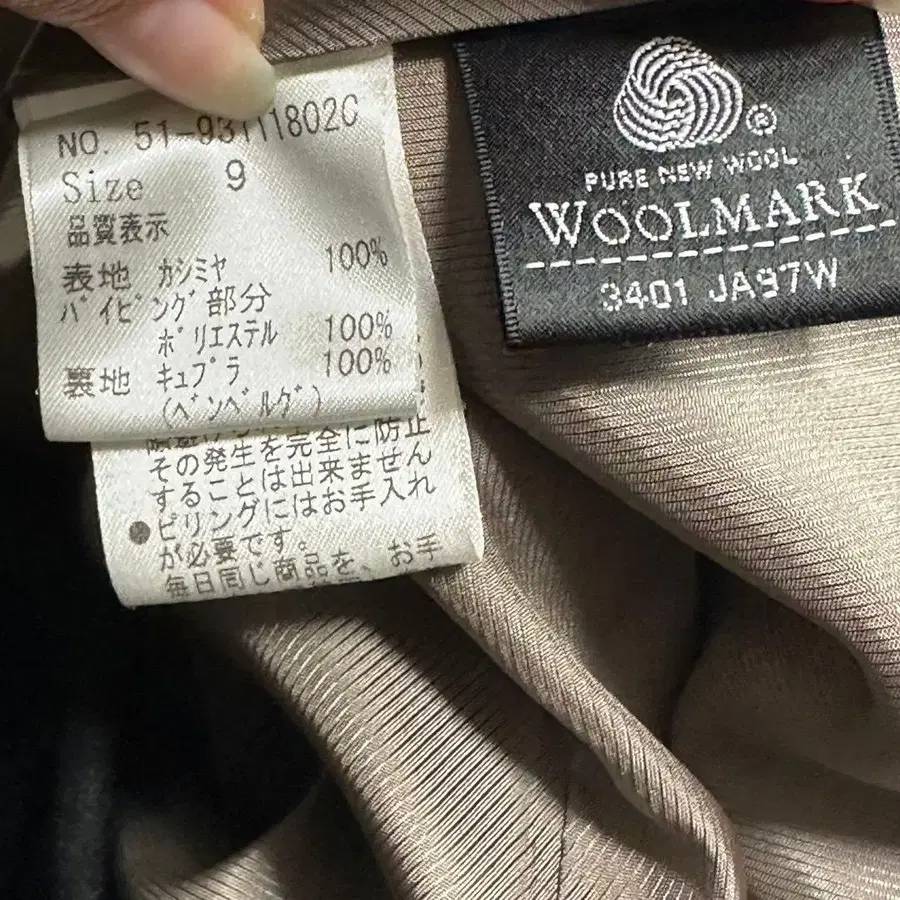 NO. 51-93111802C
Size 9
品質表示
表地 カシミヤ 100%
パイピング部分
ポリエステル 100%
裏地 キュプラ 100%
(ベンベルグ)
その発生を完全に防止
することは出来ません
ピリングにはお手入れ
が必要です。
毎日同じ商品を、お手
PURE NEW WOOL
WOOLMARK
3401 JA97W